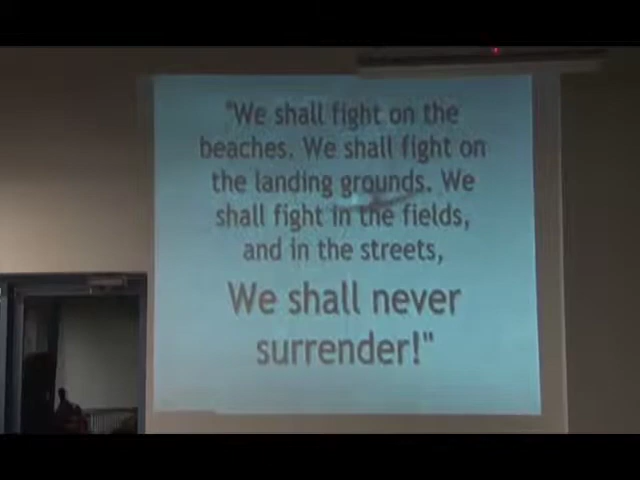 "We shall fight on the
beaches. We shall fight on
the landing grounds. We
shall fight in the fields,
and in the streets,
We shall never
surrender!"